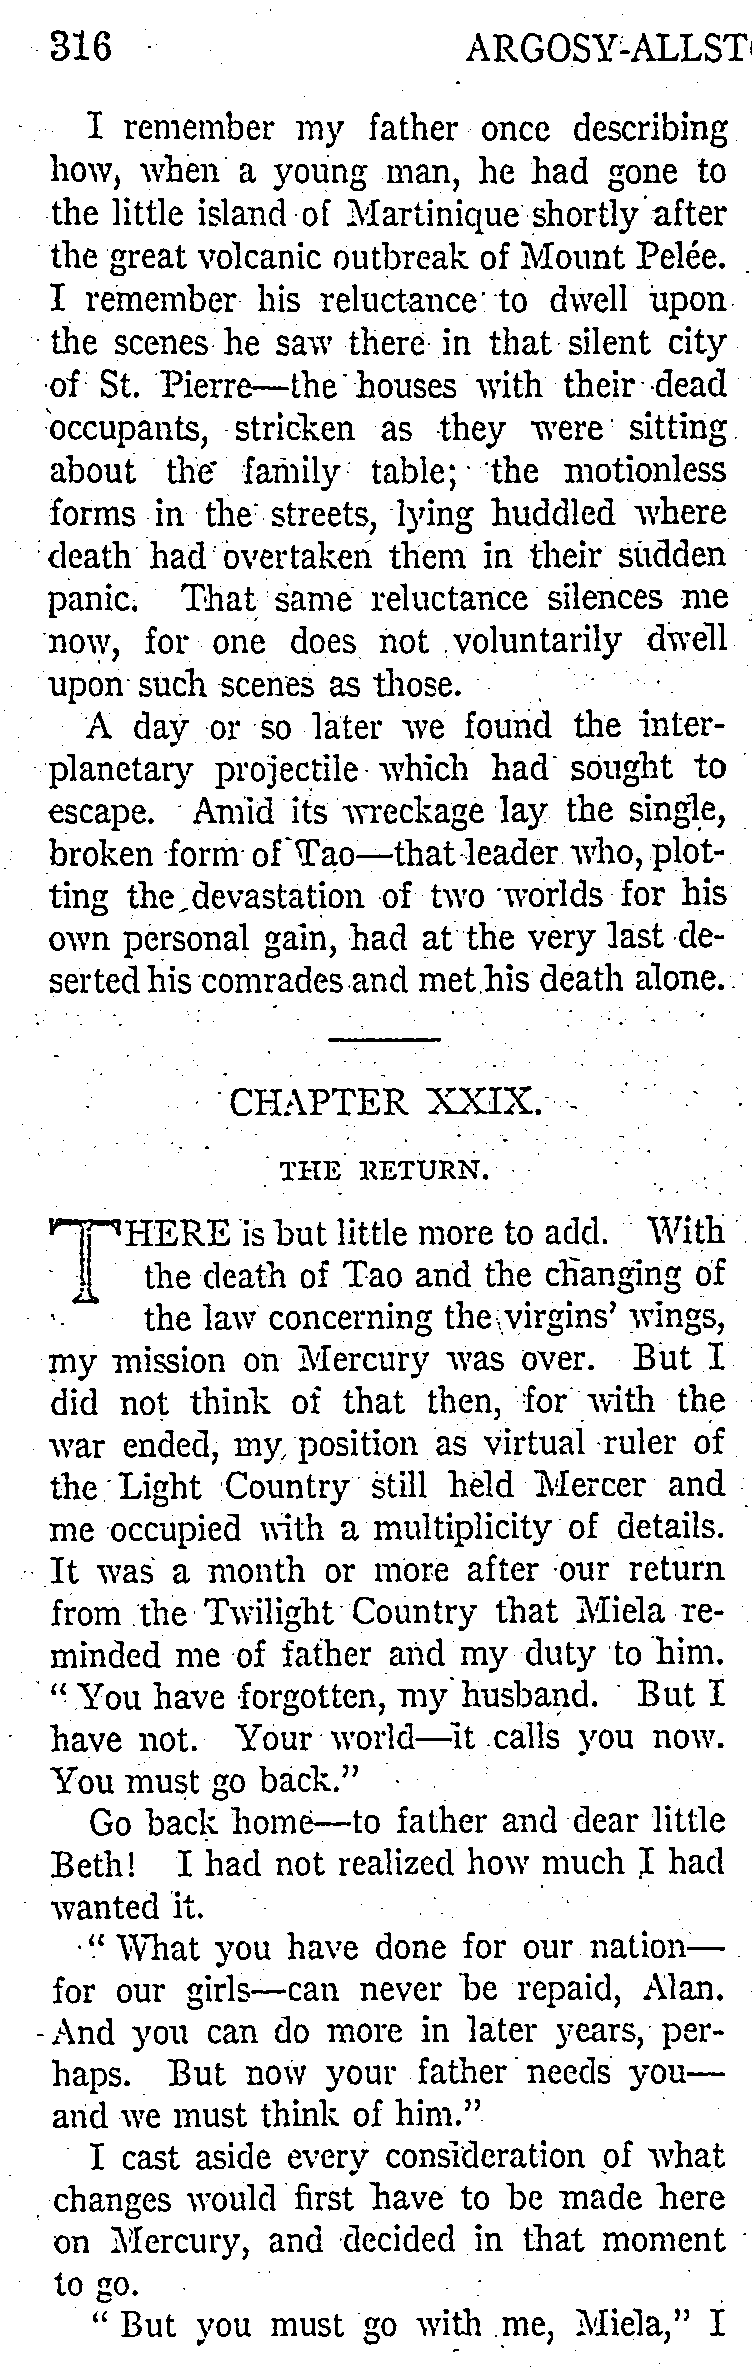 316 ARGOSY-ALLST
I remember my father once describing
how, when a young man, he had gone to
the little island of Martinique shortly after
the great volcanic outbreak of Mount Pelée.
I remember his reluctance to dwell upon
the scenes he saw there in that silent city
of St. Pierre—the houses with their dead
occupants, stricken as they were sitting
about the family table; the motionless
forms in the streets, lying huddled where
death had overtaken them in their sudden
panic. That same reluctance silences me
now, for one does not voluntarily dwell
upon such scenes as those.
A day or so later we found the inter-
planetary projectile which had sought to
escape. Amid its wreckage lay the single,
broken form of Tao—that leader who, plot-
ting the devastation of two worlds for his
own personal gain, had at the very last de-
serted his comrades and met his death alone.
CHAPTER XXIX.
THE RETURN.
THERE is but little more to add. With
the death of Tao and the changing of
the law concerning the virgins' wings,
my mission on Mercury was over. But I
did not think of that then, for with the
war ended, my position as virtual ruler of
the Light Country still held Mercer and
me occupied with a multiplicity of details.
It was a month or more after our return
from the Twilight Country that Miela re-
minded me of father and my duty to him.
" You have forgotten, my husband. But I
have not. Your world—it calls you now.
You must go back."
Go back home—to father and dear little
Beth! I had not realized how much I had
wanted it.
" What you have done for our nation—
for our girls—can never be repaid, Alan.
And you can do more in later years, per-
haps. But now your father needs you—
and we must think of him."
I cast aside every consideration of what
changes would first have to be made here
on Mercury, and decided in that moment
to go.
" But you must go with me, Miela," I